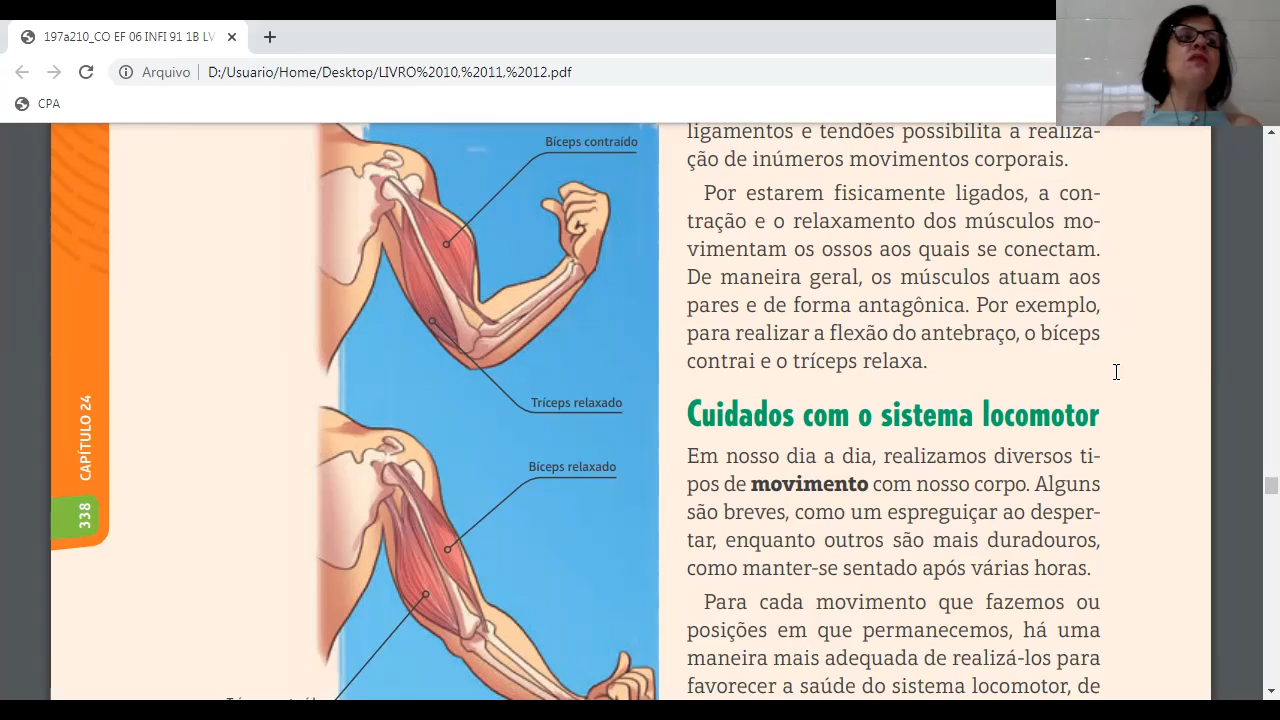 197a210_CO EF 06 INFI 91 1B LV
Arquivo
D:/Usuario/Home/Desktop/LIVRO%2010,%2011,%2012.pdf
CPA
Bíceps contraído
Tríceps relaxado
Bíceps relaxado
CAPÍTULO 24
338
ligamentos e tendões possibilita a realiza-
ção de inúmeros movimentos corporais.
Por estarem fisicamente ligados, a con-
tração e o relaxamento dos músculos mo-
vimentam os ossos aos quais se conectam.
De maneira geral, os músculos atuam aos
pares e de forma antagônica. Por exemplo,
para realizar a flexão do antebraço, o bíceps
contrai e o tríceps relaxa.
Cuidados com o sistema locomotor
Em nosso dia a dia, realizamos diversos ti-
pos de movimento com nosso corpo. Alguns
são breves, como um espreguiçar ao desper-
tar, enquanto outros são mais duradouros,
como manter-se sentado após várias horas.
Para cada movimento que fazemos ou
posições em que permanecemos, há uma
maneira mais adequada de realizá-los para
favorecer a saúde do sistema locomotor, de